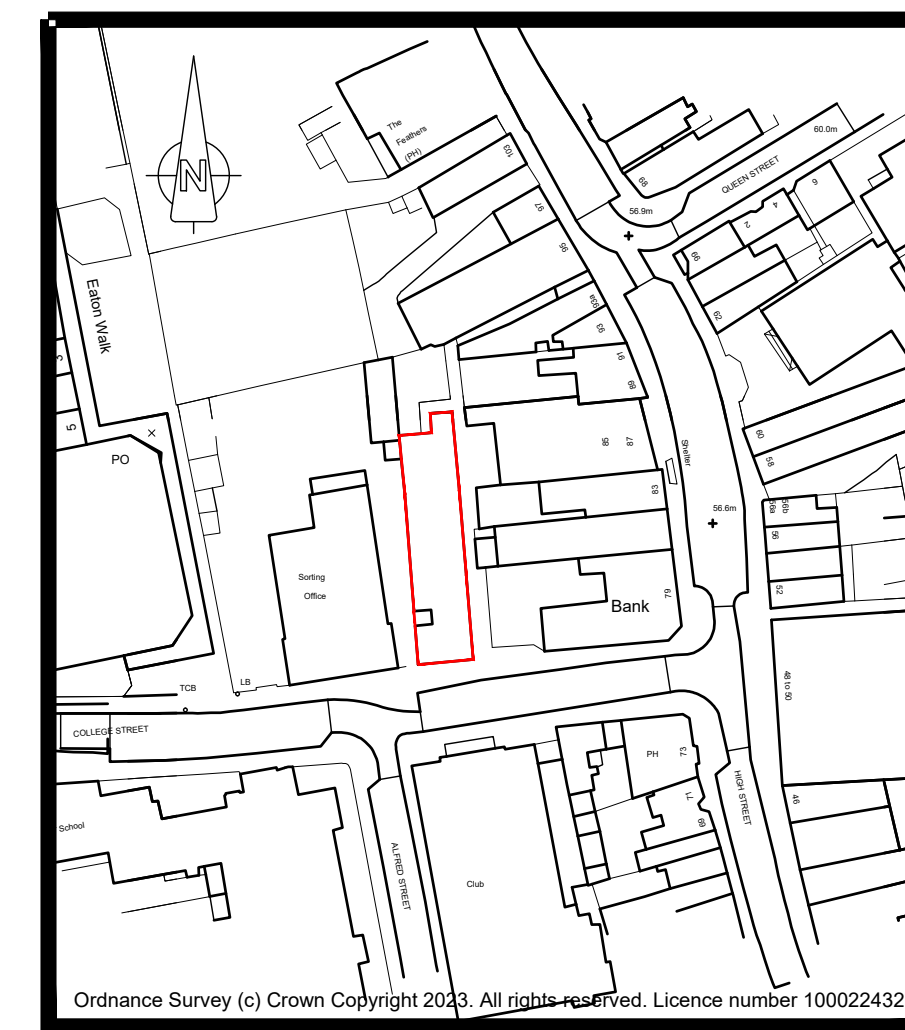 N
The
Feathers
(PH)
103
97
95
93a
93
91
89
68
QUEEN STREET
60.0m
56.9m
6
4
2
66
62
Eaton Walk
3
5
PO
87
85
Shelter
83
60
58
56.6m
56b
56a
56
52
Sorting
Office
79
Bank
TCB
LB
COLLEGE STREET
48 to 50
PH
73
71
69
HIGH STREET
46
School
ALFRED STREET
Club
Ordnance Survey (c) Crown Copyright 2023. All rights reserved. Licence number 100022432